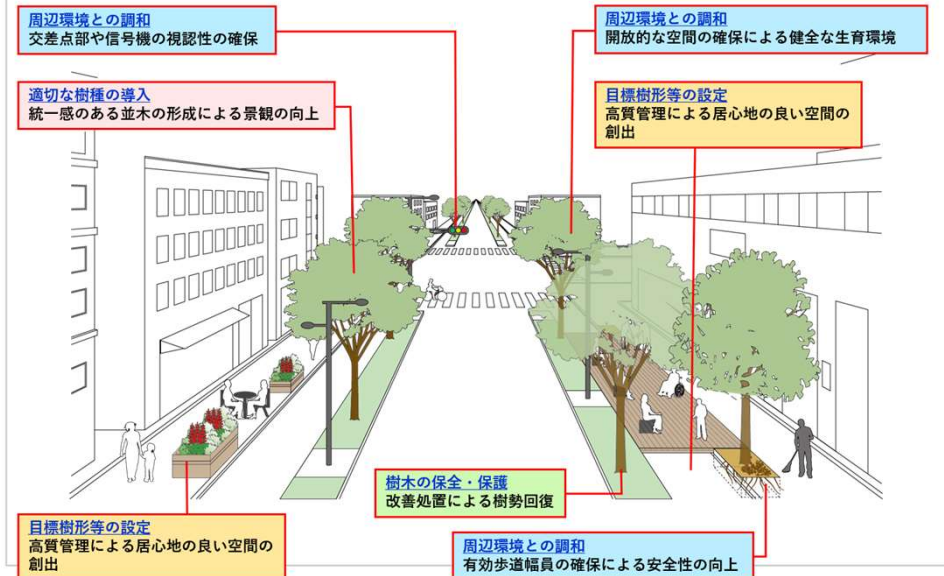 周辺環境との調和
交差点部や信号機の視認性の確保
周辺環境との調和
開放的な空間の確保による健全な生育環境
適切な樹種の導入
統一感のある並木の形成による景観の向上
目標樹形等の設定
高質管理による居心地の良い空間の
創出
樹木の保全・保護
改善処置による樹勢回復
目標樹形等の設定
高質管理による居心地の良い空間の
創出
周辺環境との調和
有効歩道幅員の確保による安全性の向上